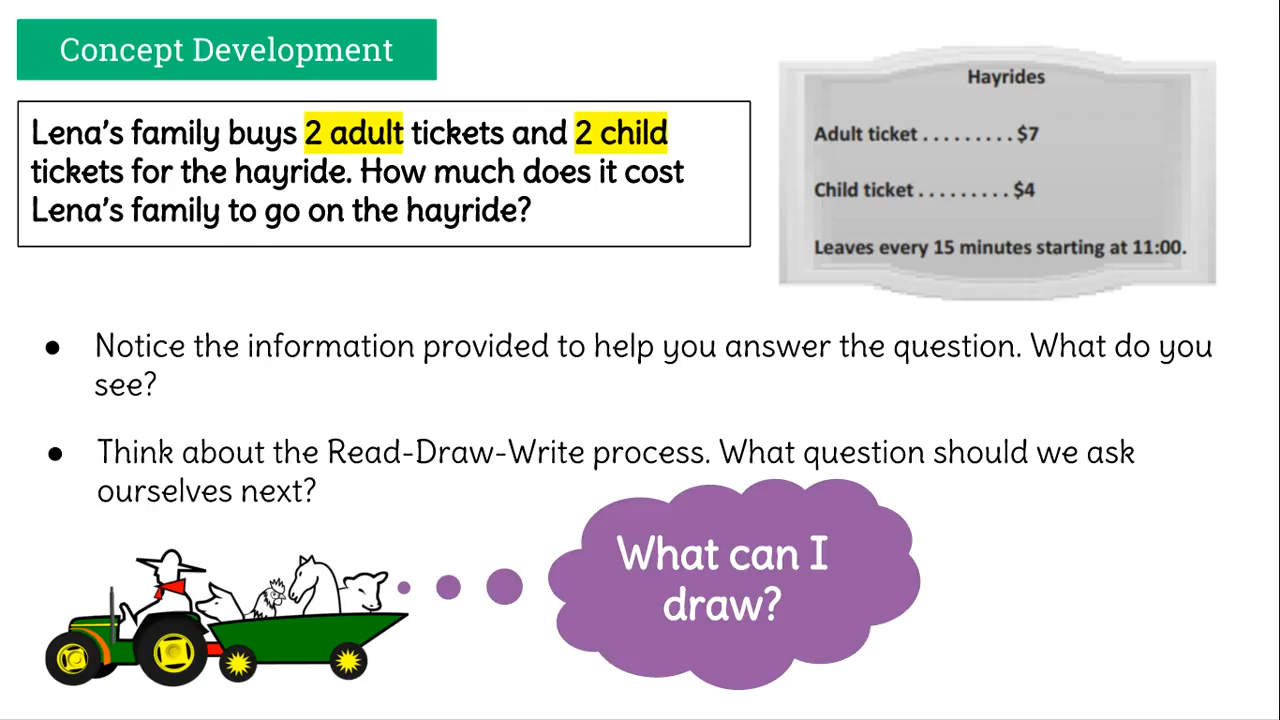 Concept Development
Lena's family buys 2 adult tickets and 2 child
tickets for the hayride. How much does it cost
Lena's family to go on the hayride?
Hayrides
Adult ticket . . . . . . . . . $7
Child ticket . . . . . . . . . $4
Leaves every 15 minutes starting at 11:00.
● Notice the information provided to help you answer the question. What do you
see?
● Think about the Read-Draw-Write process. What question should we ask
ourselves next?
What can I
draw?